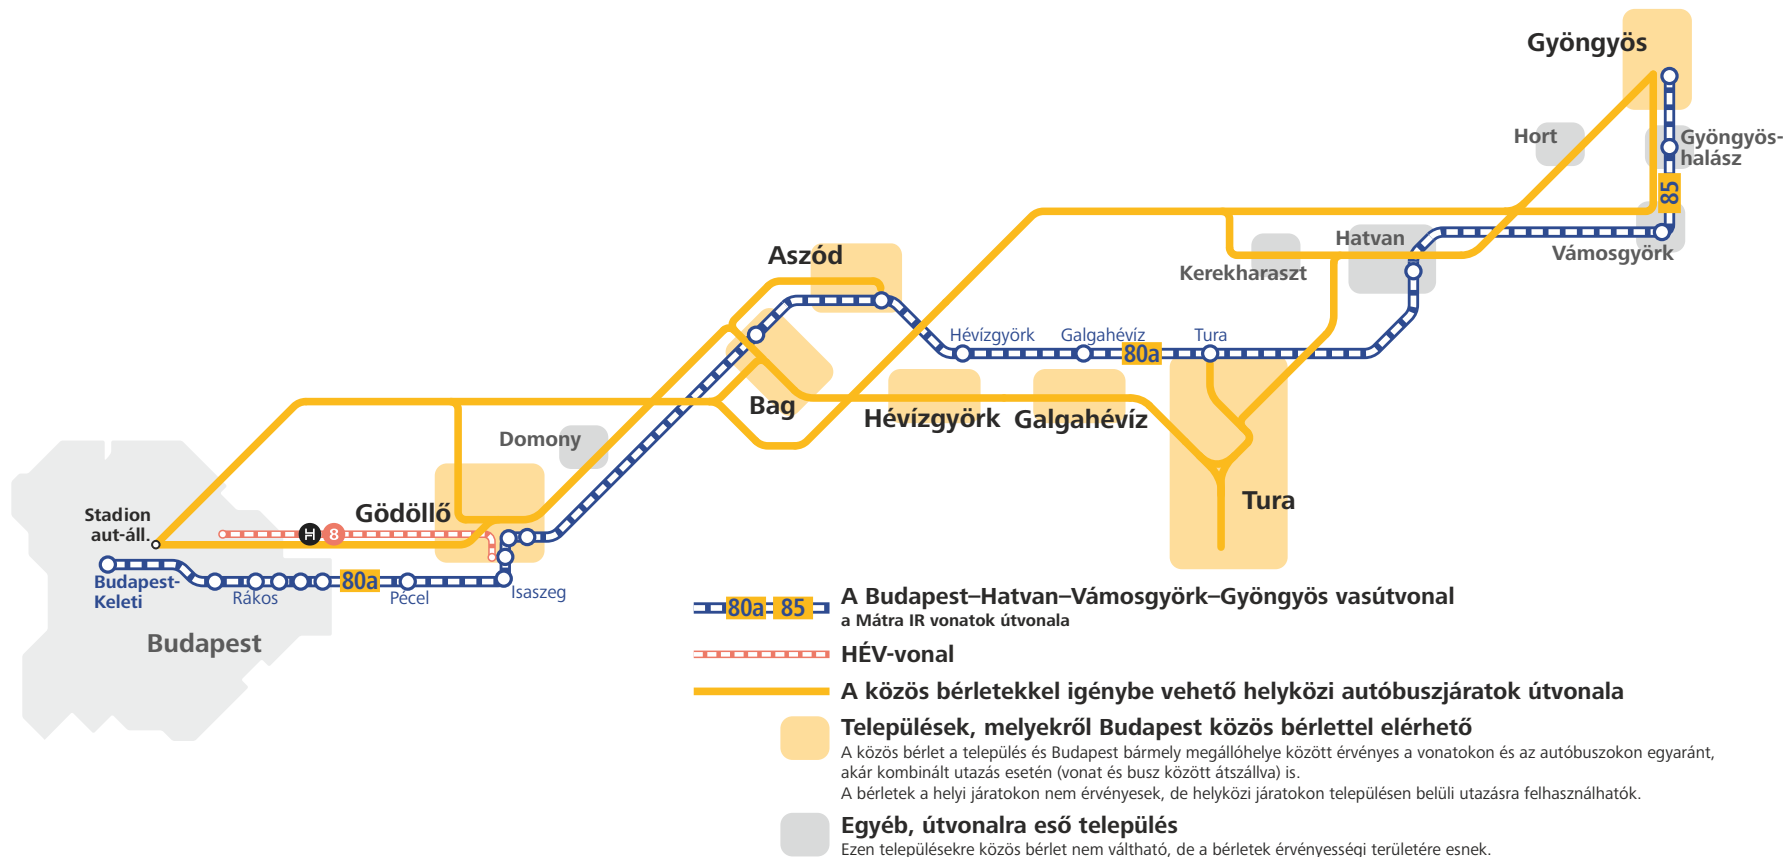 Gyöngyös
Hort
Gyöngyös-
halász
85
Vámosgyörk
Hatvan
Kerekharaszt
Aszód
Hévízgyörk
Galgahévíz
80a
Tura
Bag
Hévízgyörk
Galgahévíz
Tura
Domony
Gödöllő
Stadion
aut-áll.
H
8
Budapest-
Keleti
Rákos
80a
Pécel
Isaszeg
Budapest
80a 85
A Budapest–Hatvan–Vámosgyörk–Gyöngyös vasútvonal
a Mátra IR vonatok útvonala
HÉV-vonal
A közös bérletekkel igénybe vehető helyközi autóbuszjáratok útvonala
Települések, melyekről Budapest közös bérlettel elérhető
A közös bérlet a település és Budapest bármely megállóhelye között érvényes a vonatokon és az autóbuszokon egyaránt,
akár kombinált utazás esetén (vonat és busz között átszállva) is.
A bérletek a helyi járatokon nem érvényesek, de helyközi járatokon településen belüli utazásra felhasználhatók.
Egyéb, útvonalra eső település
Ezen településekre közös bérlet nem váltható, de a bérletek érvényességi területére esnek.